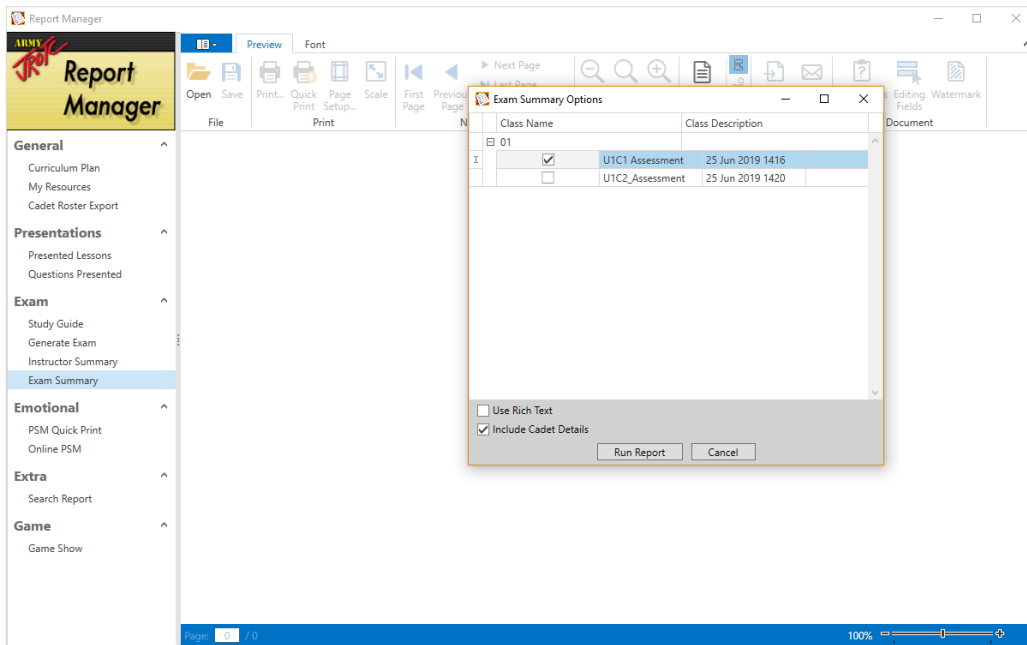 Report Manager
ARMY
JROTC
Report
Manager
Preview Font
Open Save Print... Quick Print Page Setup... Scale First Page Previou Page Next Page Last Page s Editing Fields Watermark
File Print N Document
General
Curriculum Plan
My Resources
Cadet Roster Export
Presentations
Presented Lessons
Questions Presented
Exam
Study Guide
Generate Exam
Instructor Summary
Exam Summary
Emotional
PSM Quick Print
Online PSM
Extra
Search Report
Game
Game Show
Exam Summary Options
Class Name Class Description
01
U1C1 Assessment 25 Jun 2019 1416
U1C2_Assessment 25 Jun 2019 1420
Use Rich Text
Include Cadet Details
Run Report Cancel
Page: 0 / 0 100%